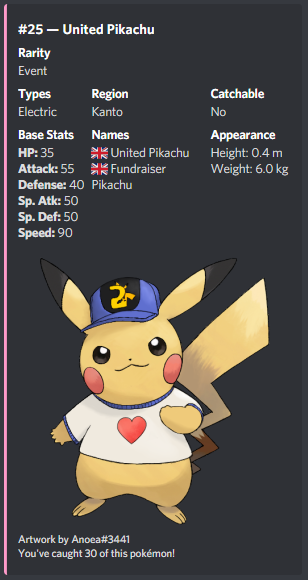 #25 — United Pikachu
Rarity
Event
Types Region Catchable
Electric Kanto No
Base Stats Names Appearance
HP: 35 🇬🇧 United Pikachu Height: 0.4 m
Attack: 55 🇬🇧 Fundraiser Weight: 6.0 kg
Defense: 40 Pikachu
Sp. Atk: 50
Sp. Def: 50
Speed: 90
2
Artwork by Anoea#3441
You've caught 30 of this pokémon!